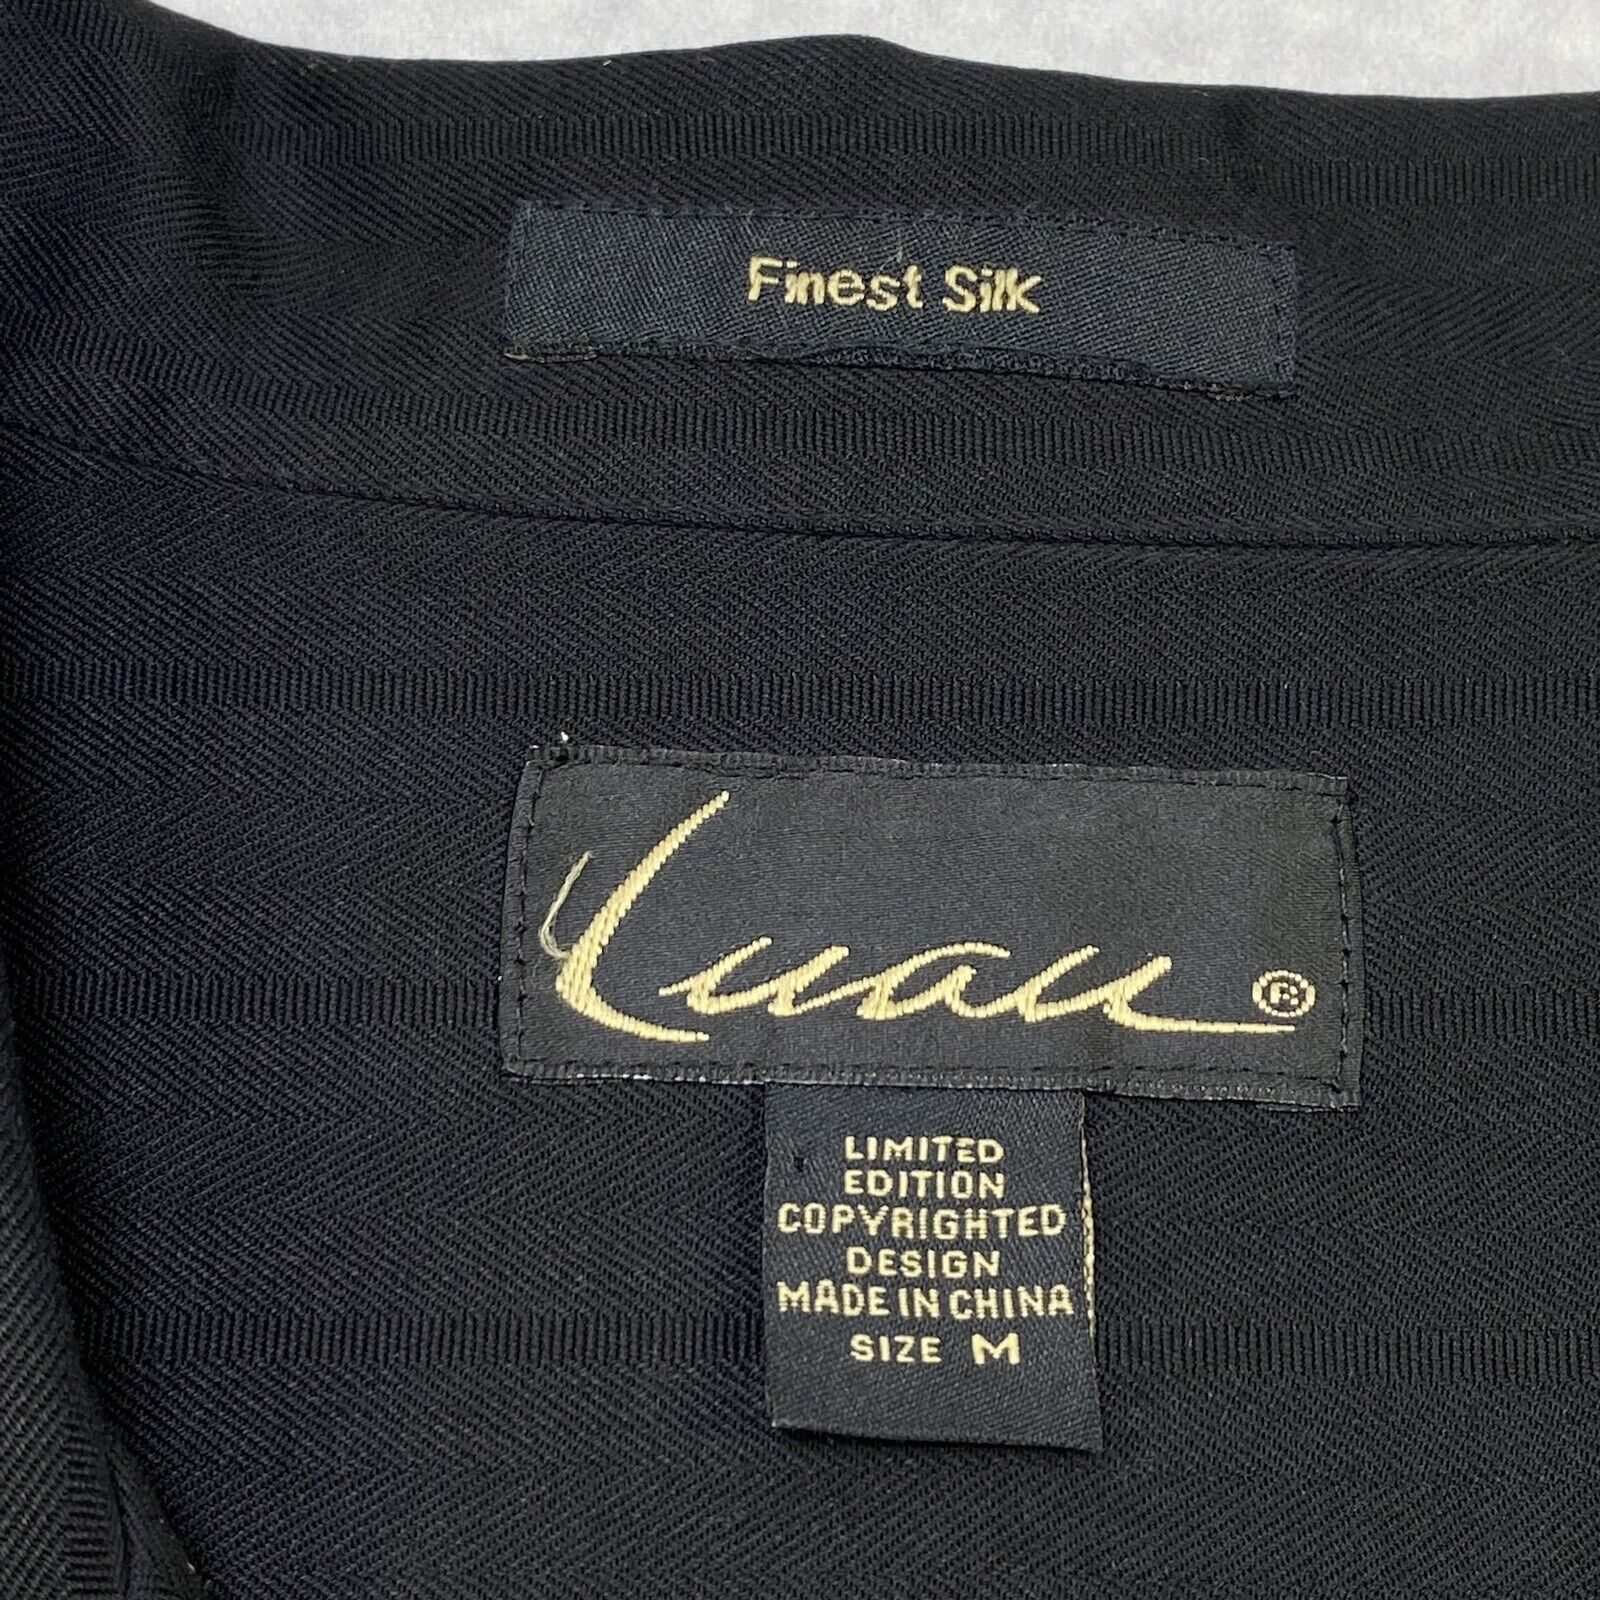 Finest Silk
Luau ®
LIMITED
EDITION
COPYRIGHTED
DESIGN
MADE IN CHINA
SIZE M